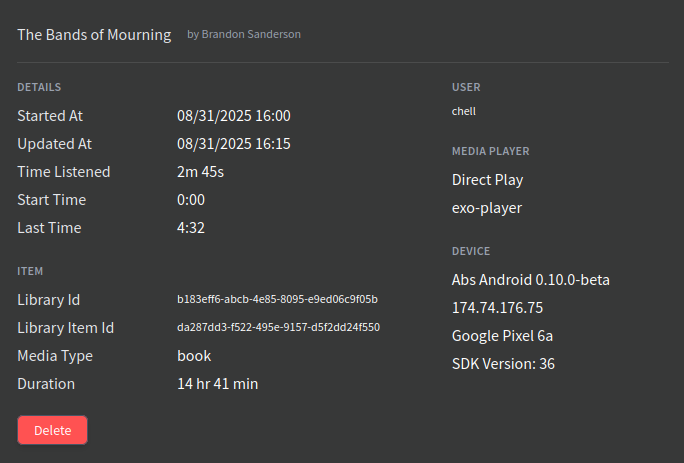 The Bands of Mourning by Brandon Sanderson
DETAILS
Started At 08/31/2025 16:00
Updated At 08/31/2025 16:15
Time Listened 2m 45s
Start Time 0:00
Last Time 4:32
ITEM
Library Id b183eff6-abcb-4e85-8095-e9ed06c9f05b
Library Item Id da287dd3-f522-495e-9157-d5f2dd24f550
Media Type book
Duration 14 hr 41 min
Delete
USER
chell
MEDIA PLAYER
Direct Play
exo-player
DEVICE
Abs Android 0.10.0-beta
174.74.176.75
Google Pixel 6a
SDK Version: 36